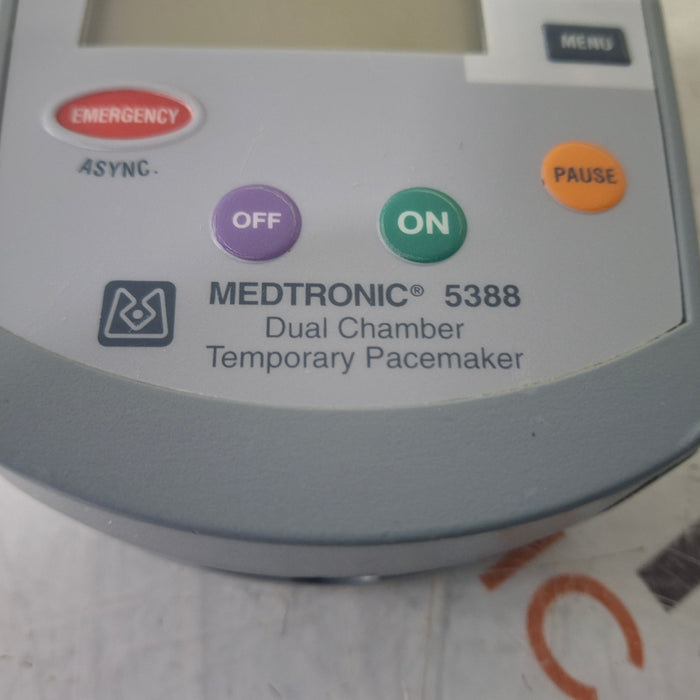 MENU
EMERGENCY
ASYNC.
PAUSE
OFF
ON
MEDTRONIC® 5388
Dual Chamber
Temporary Pacemaker